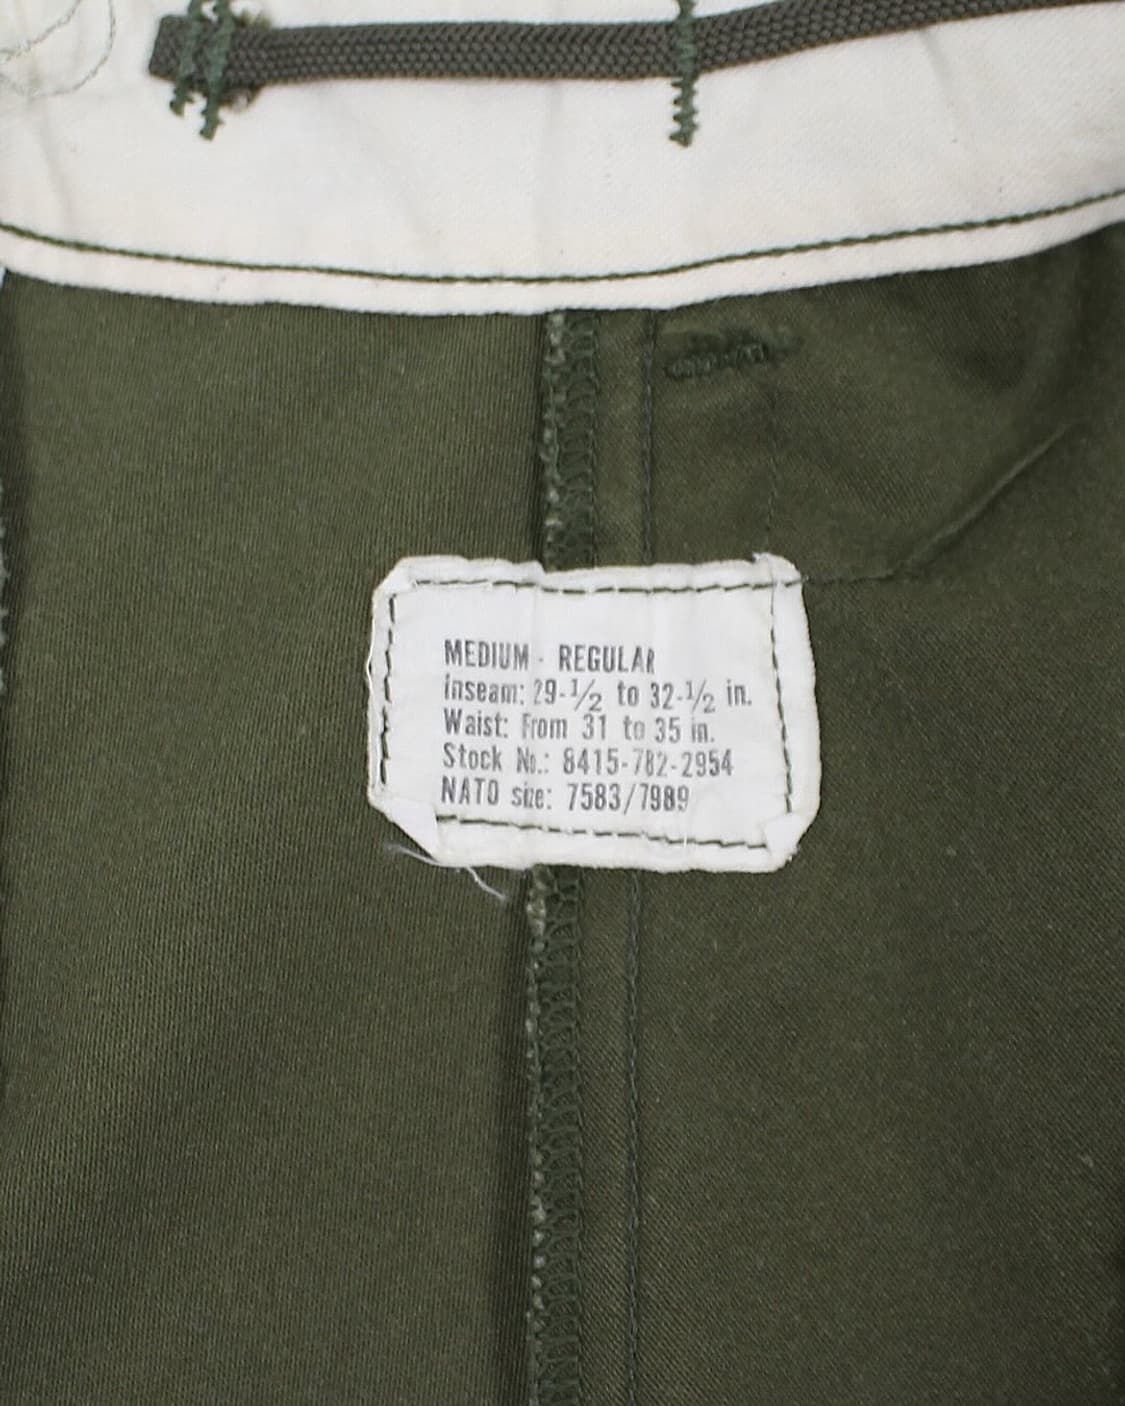 MEDIUM - REGULAR
inseam: 29-1/2 to 32-1/2 in.
Waist: From 31 to 35 in.
Stock No.: 8415-782-2954
NATO size: 7583/7989